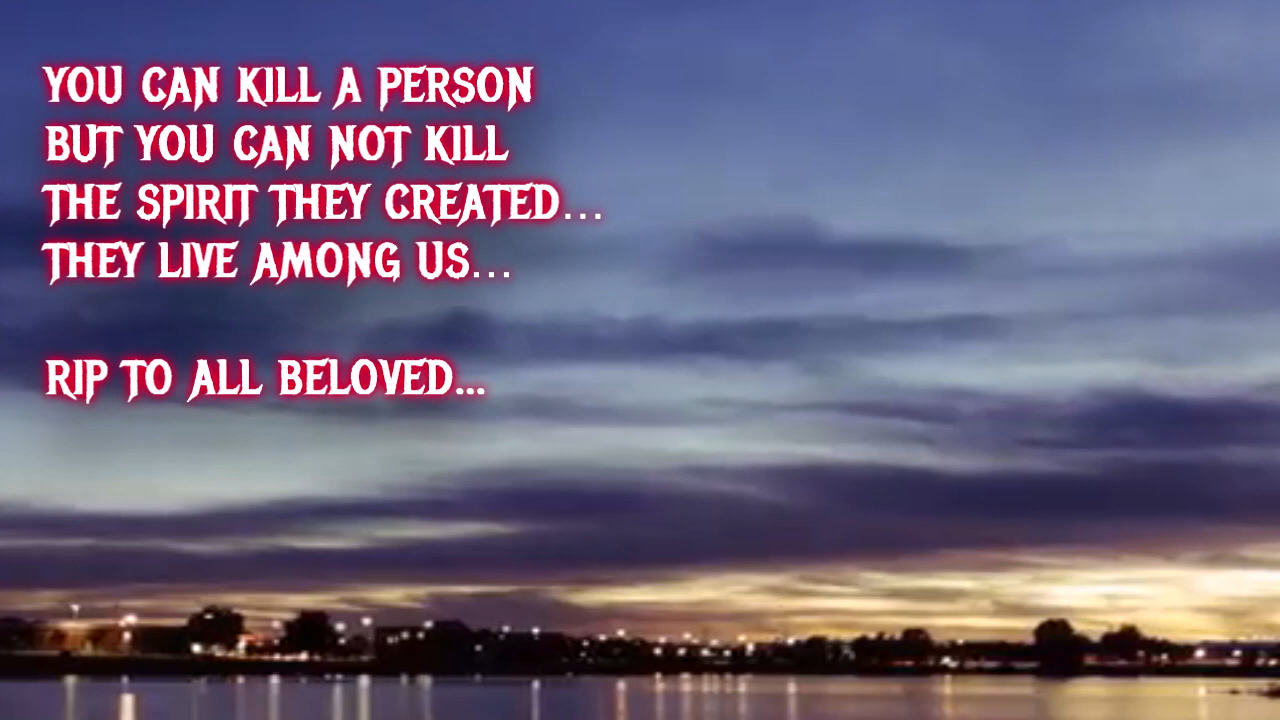 YOU CAN KILL A PERSON
BUT YOU CAN NOT KILL
THE SPIRIT THEY CREATED...
THEY LIVE AMONG US...
RIP TO ALL BELOVED...